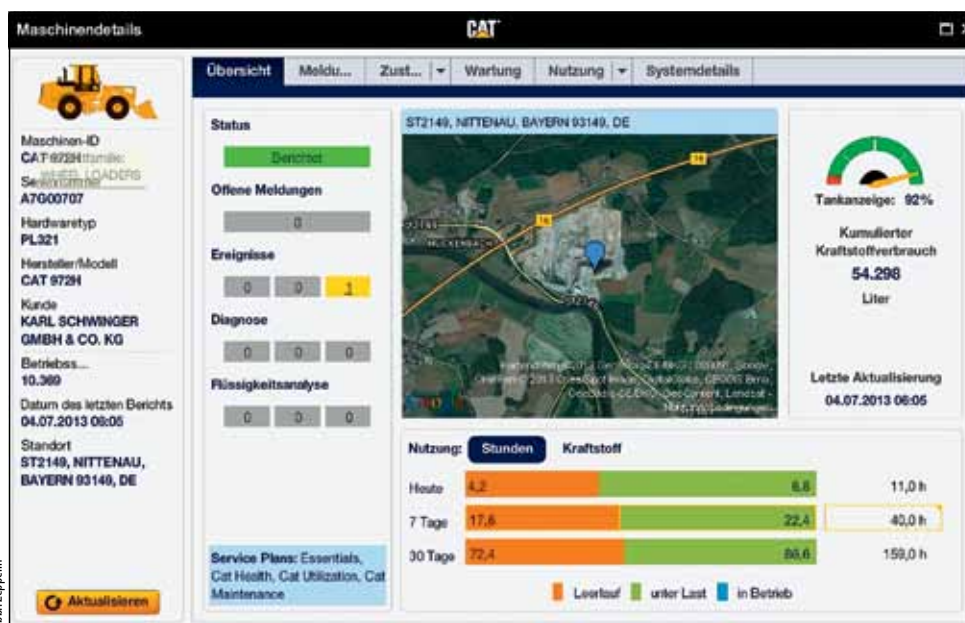 Maschinendetails
CAT
Maschinen-ID
CAT 972H
WHEEL LOADERS
A7G00707
Hardwaretyp
PL321
Hersteller/Modell
CAT 972H
Kunde
KARL SCHWINGER
GMBH & CO. KG
Betriebss...
10.369
Datum des letzten Berichts
04.07.2013 06:05
Standort
ST2149, NITTENAU,
BAYERN 93149, DE
Aktualisieren
Übersicht
Meldu...
Zust...
Wartung
Nutzung
Systemdetails
Status
Berichtet
Offene Meldungen
0
Ereignisse
0 0 1
Diagnose
0 0 0
Flüssigkeitsanalyse
0 0 0
Service Plans: Essentials,
Cat Health, Cat Utilization, Cat
Maintenance
ST2149, NITTENAU, BAYERN 93149, DE
16
16
ST2149
MUCKENBACH
ST2149
Tankanzeige: 92%
Kumulierter
Kraftstoffverbrauch
54.298
Liter
Letzte Aktualisierung
04.07.2013 06:05
Nutzung: Stunden Kraftstoff
Heute 4,2 6,8 11,0 h
7 Tage 17,6 22,4 40,0 h
30 Tage 72,4 86,6 159,0 h
Leerlauf unter Last in Betrieb